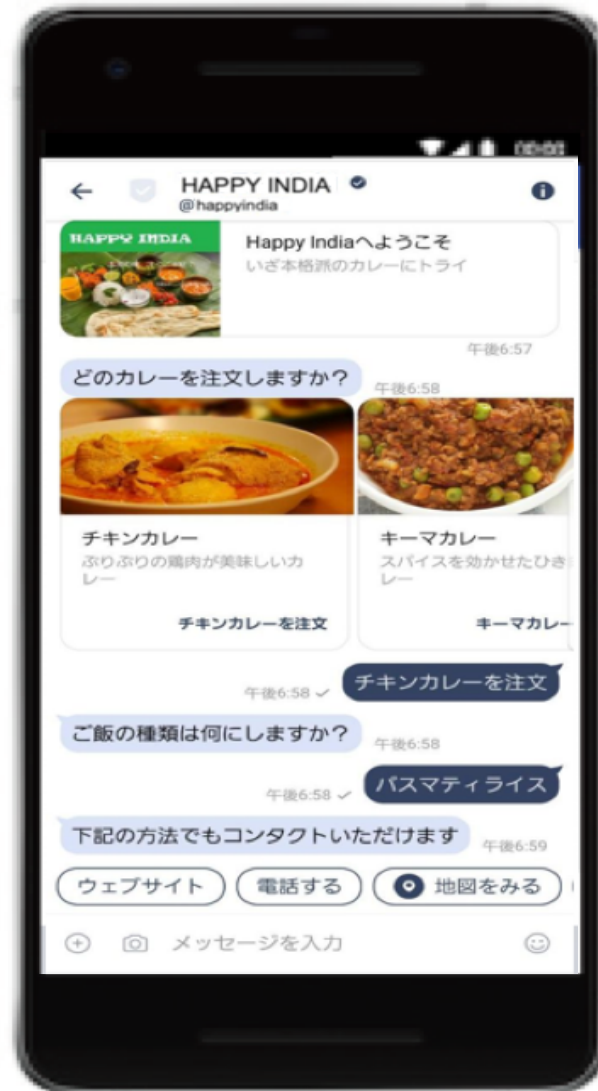 00:00
HAPPY INDIA
@happyindia
HAPPY INDIA
Happy Indiaへようこそ
いざ本格派のカレーにトライ
午後6:57
どのカレーを注文しますか？
午後6:58
チキンカレー
ぷりぷりの鶏肉が美味しいカ
レー
チキンカレーを注文
キーマカレー
スパイスを効かせたひき
レー
キーマカレー
チキンカレーを注文
午後6:58
ご飯の種類は何にしますか？
午後6:58
バスマティライス
午後6:58
下記の方法でもコンタクトいただけます
午後6:59
ウェブサイト
電話する
地図をみる
メッセージを入力